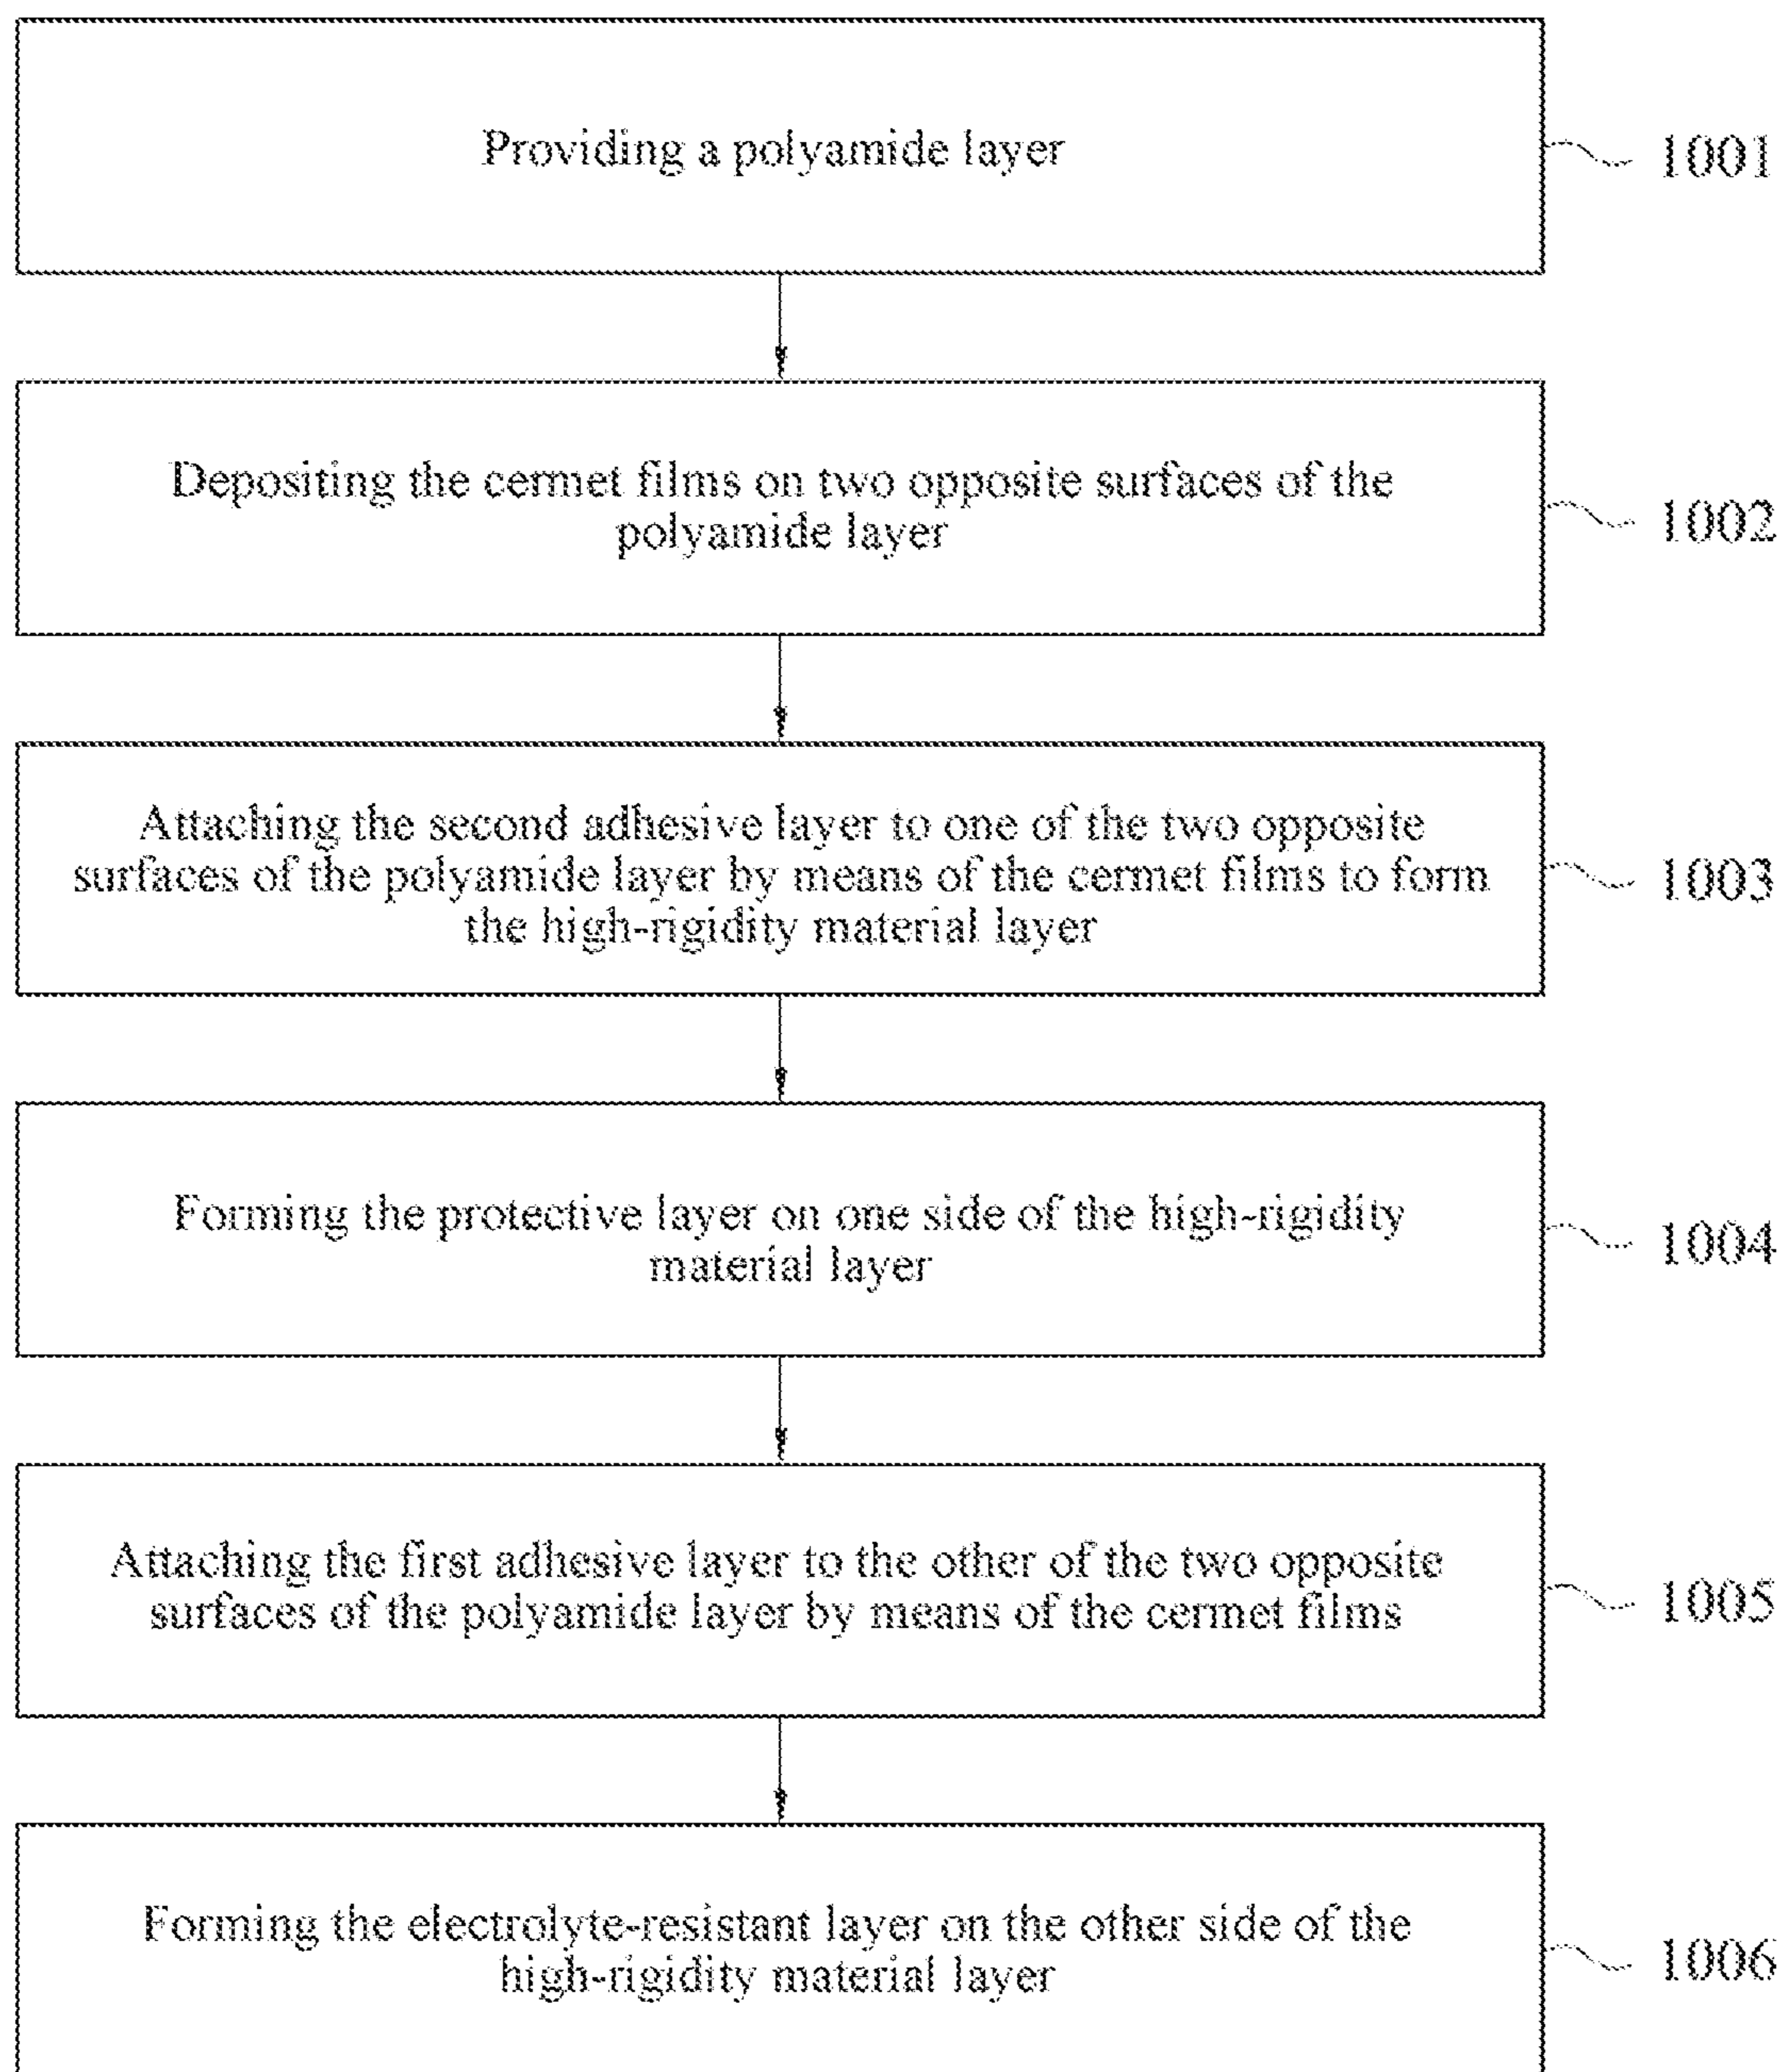 Providing a polyamide layer
1001
Depositing the cermet films on two opposite surfaces of the
polyamide layer
1002
Attaching the second adhesive layer to one of the two opposite
surfaces of the polyamide layer by means of the cermet films to form
the high-rigidity material layer
1003
Forming the protective layer on one side of the high-rigidity
material layer
1004
Attaching the first adhesive layer to the other of the two opposite
surfaces of the polyamide layer by means of the cermet films
1005
Forming the electrolyte-resistant layer on the other side of the
high-rigidity material layer
1006